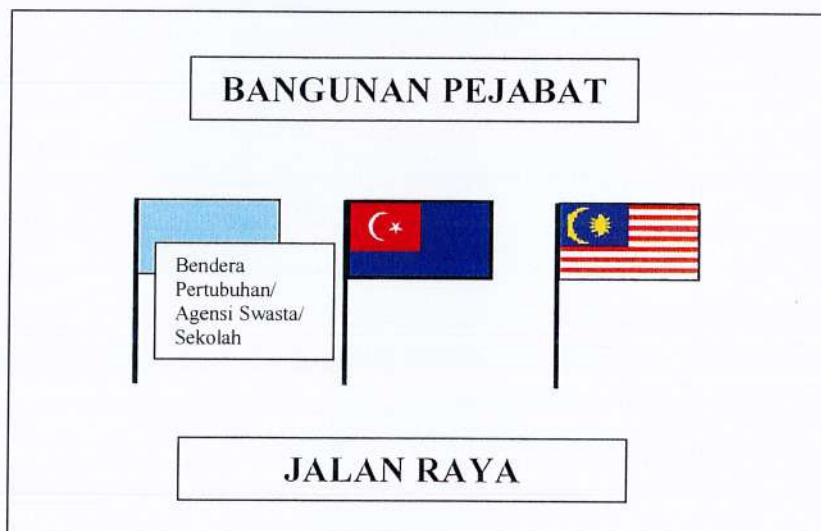 BANGUNAN PEJABAT
Bendera
Pertubuhan/
Agensi Swasta/
Sekolah
JALAN RAYA